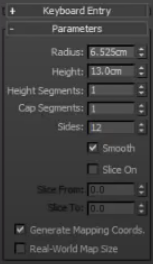 + Keyboard Entry
- Parameters
Radius: 6.525cm
Height: 13.0cm
Height Segments: 1
Cap Segments: 1
Sides: 12
Smooth
Slice On
Slice From: 0.0
Slice To: 0.0
Generate Mapping Coords.
Real-World Map Size